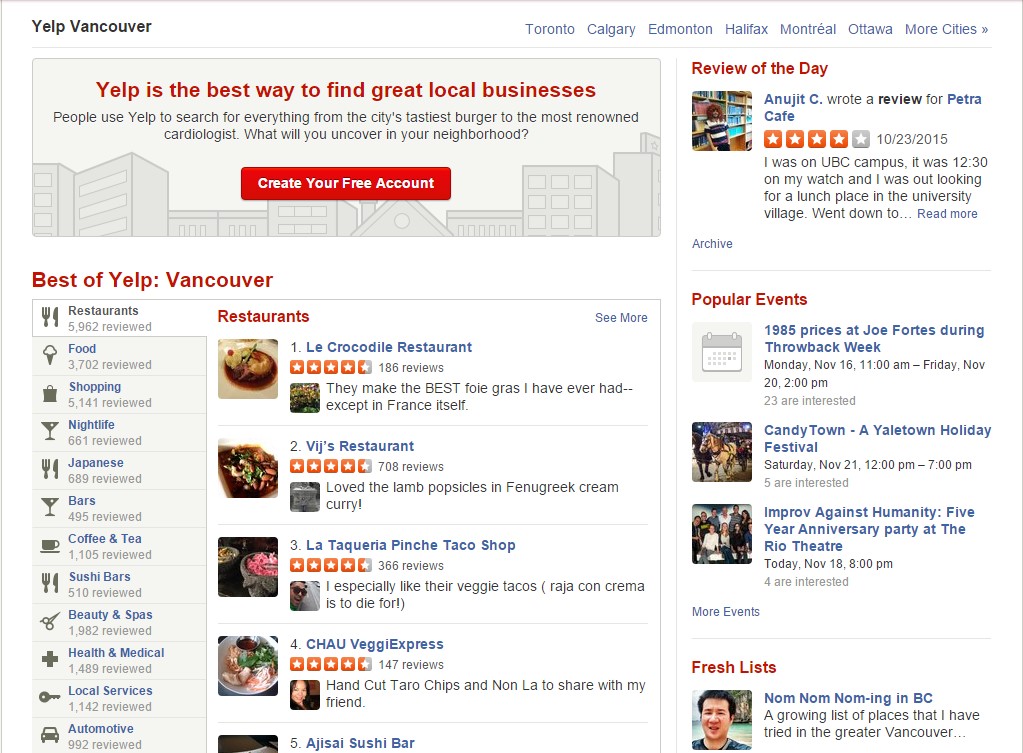 Yelp Vancouver
Toronto Calgary Edmonton Halifax Montréal Ottawa More Cities »
Yelp is the best way to find great local businesses
People use Yelp to search for everything from the city's tastiest burger to the most renowned
cardiologist. What will you uncover in your neighborhood?
Create Your Free Account
Best of Yelp: Vancouver
Restaurants
5,962 reviewed
Food
3,702 reviewed
Shopping
5,141 reviewed
Nightlife
661 reviewed
Japanese
689 reviewed
Bars
495 reviewed
Coffee & Tea
1,105 reviewed
Sushi Bars
510 reviewed
Beauty & Spas
1,982 reviewed
Health & Medical
1,489 reviewed
Local Services
1,142 reviewed
Automotive
992 reviewed
Restaurants
See More
1. Le Crocodile Restaurant
186 reviews
They make the BEST foie gras I have ever had--
except in France itself.
2. Vij's Restaurant
708 reviews
Loved the lamb popsicles in Fenugreek cream
curry!
3. La Taqueria Pinche Taco Shop
366 reviews
I especially like their veggie tacos ( raja con crema
is to die for!)
4. CHAU VeggiExpress
147 reviews
Hand Cut Taro Chips and Non La to share with my
friend.
5. Ajisai Sushi Bar
Review of the Day
Anujit C. wrote a review for Petra
Cafe
10/23/2015
I was on UBC campus, it was 12:30
on my watch and I was out looking
for a lunch place in the university
village. Went down to… Read more
Archive
Popular Events
1985 prices at Joe Fortes during
Throwback Week
Monday, Nov 16, 11:00 am – Friday, Nov
20, 2:00 pm
23 are interested
CandyTown - A Yaletown Holiday
Festival
Saturday, Nov 21, 12:00 pm – 7:00 pm
5 are interested
Improv Against Humanity: Five
Year Anniversary party at The
Rio Theatre
Today, Nov 18, 8:00 pm
4 are interested
More Events
Fresh Lists
Nom Nom Nom-ing in BC
A growing list of places that I have
tried in the greater Vancouver…